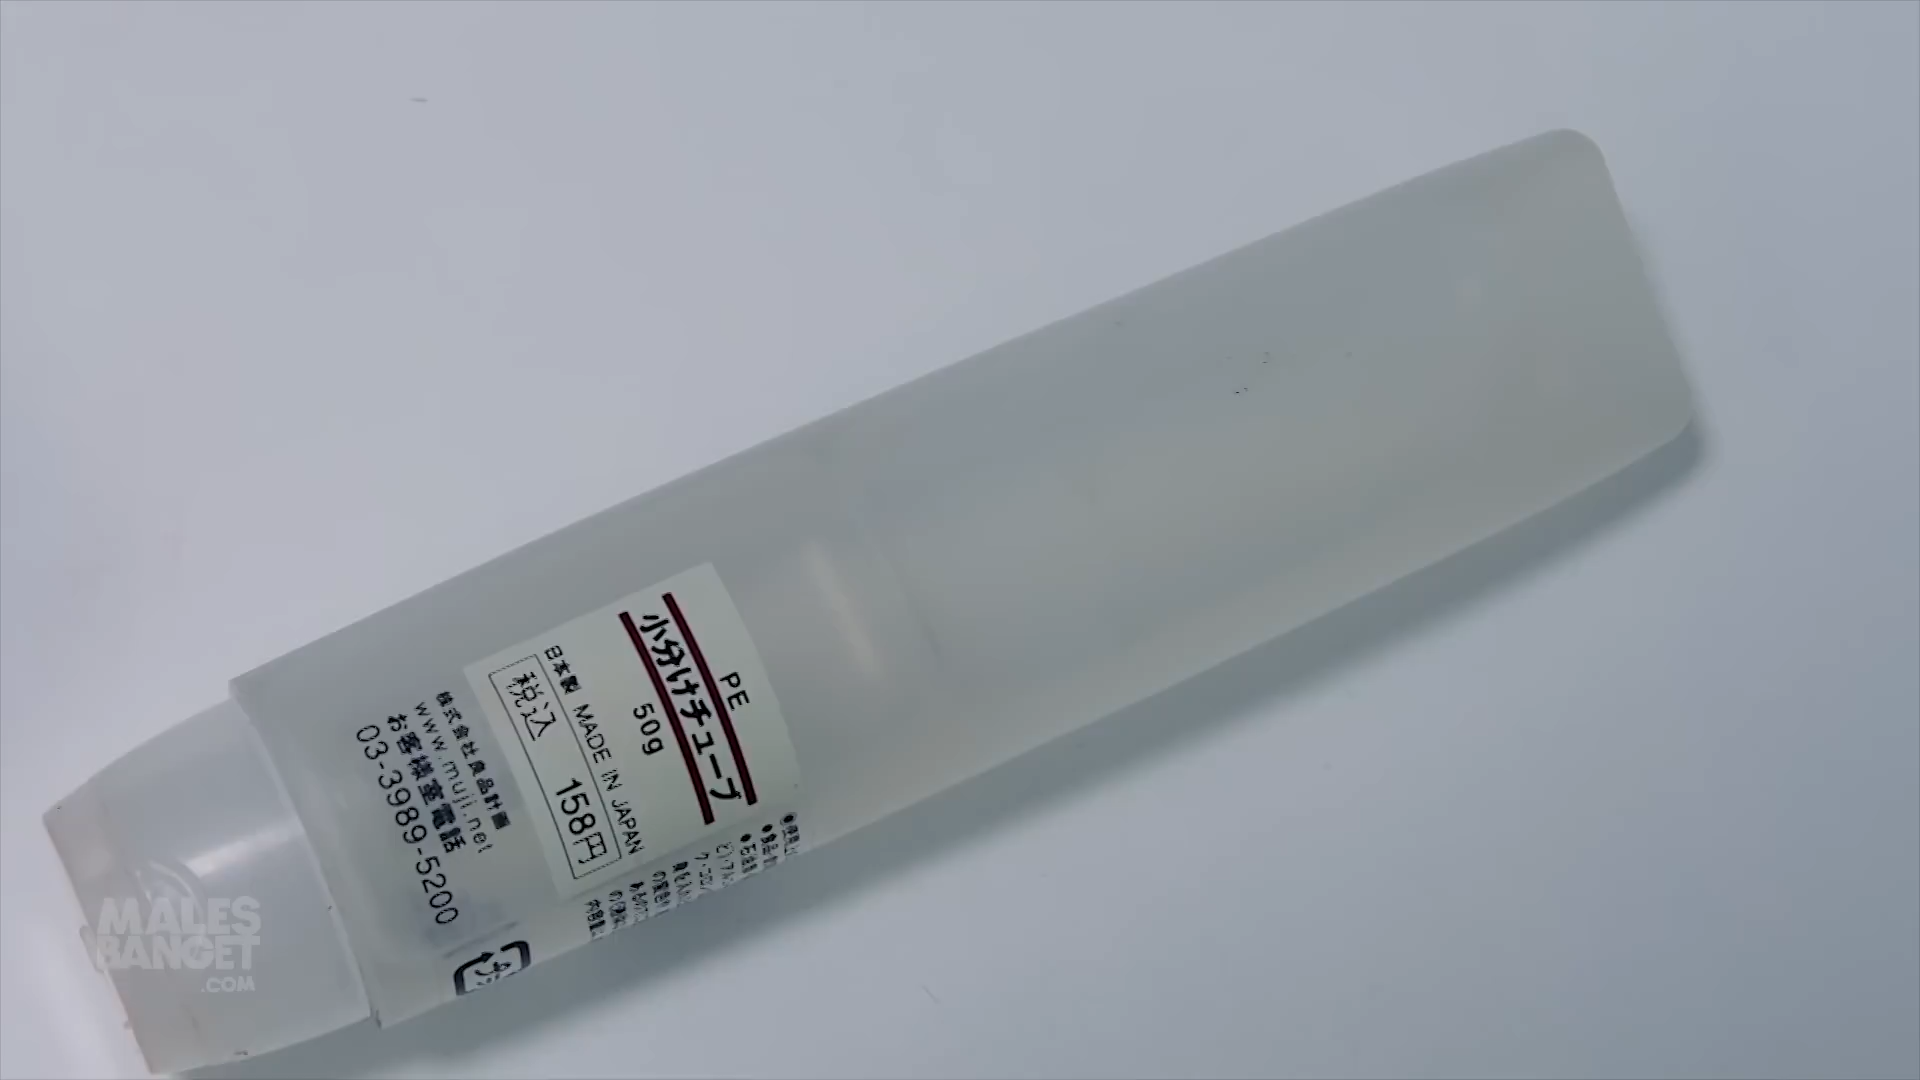 PE
小分けチューブ
50g
日本製 MADE IN JAPAN
税込 158円
株式会社良品計画
www.muji.net
お客様室電話
03-3989-5200
MALES
BANGET
.COM